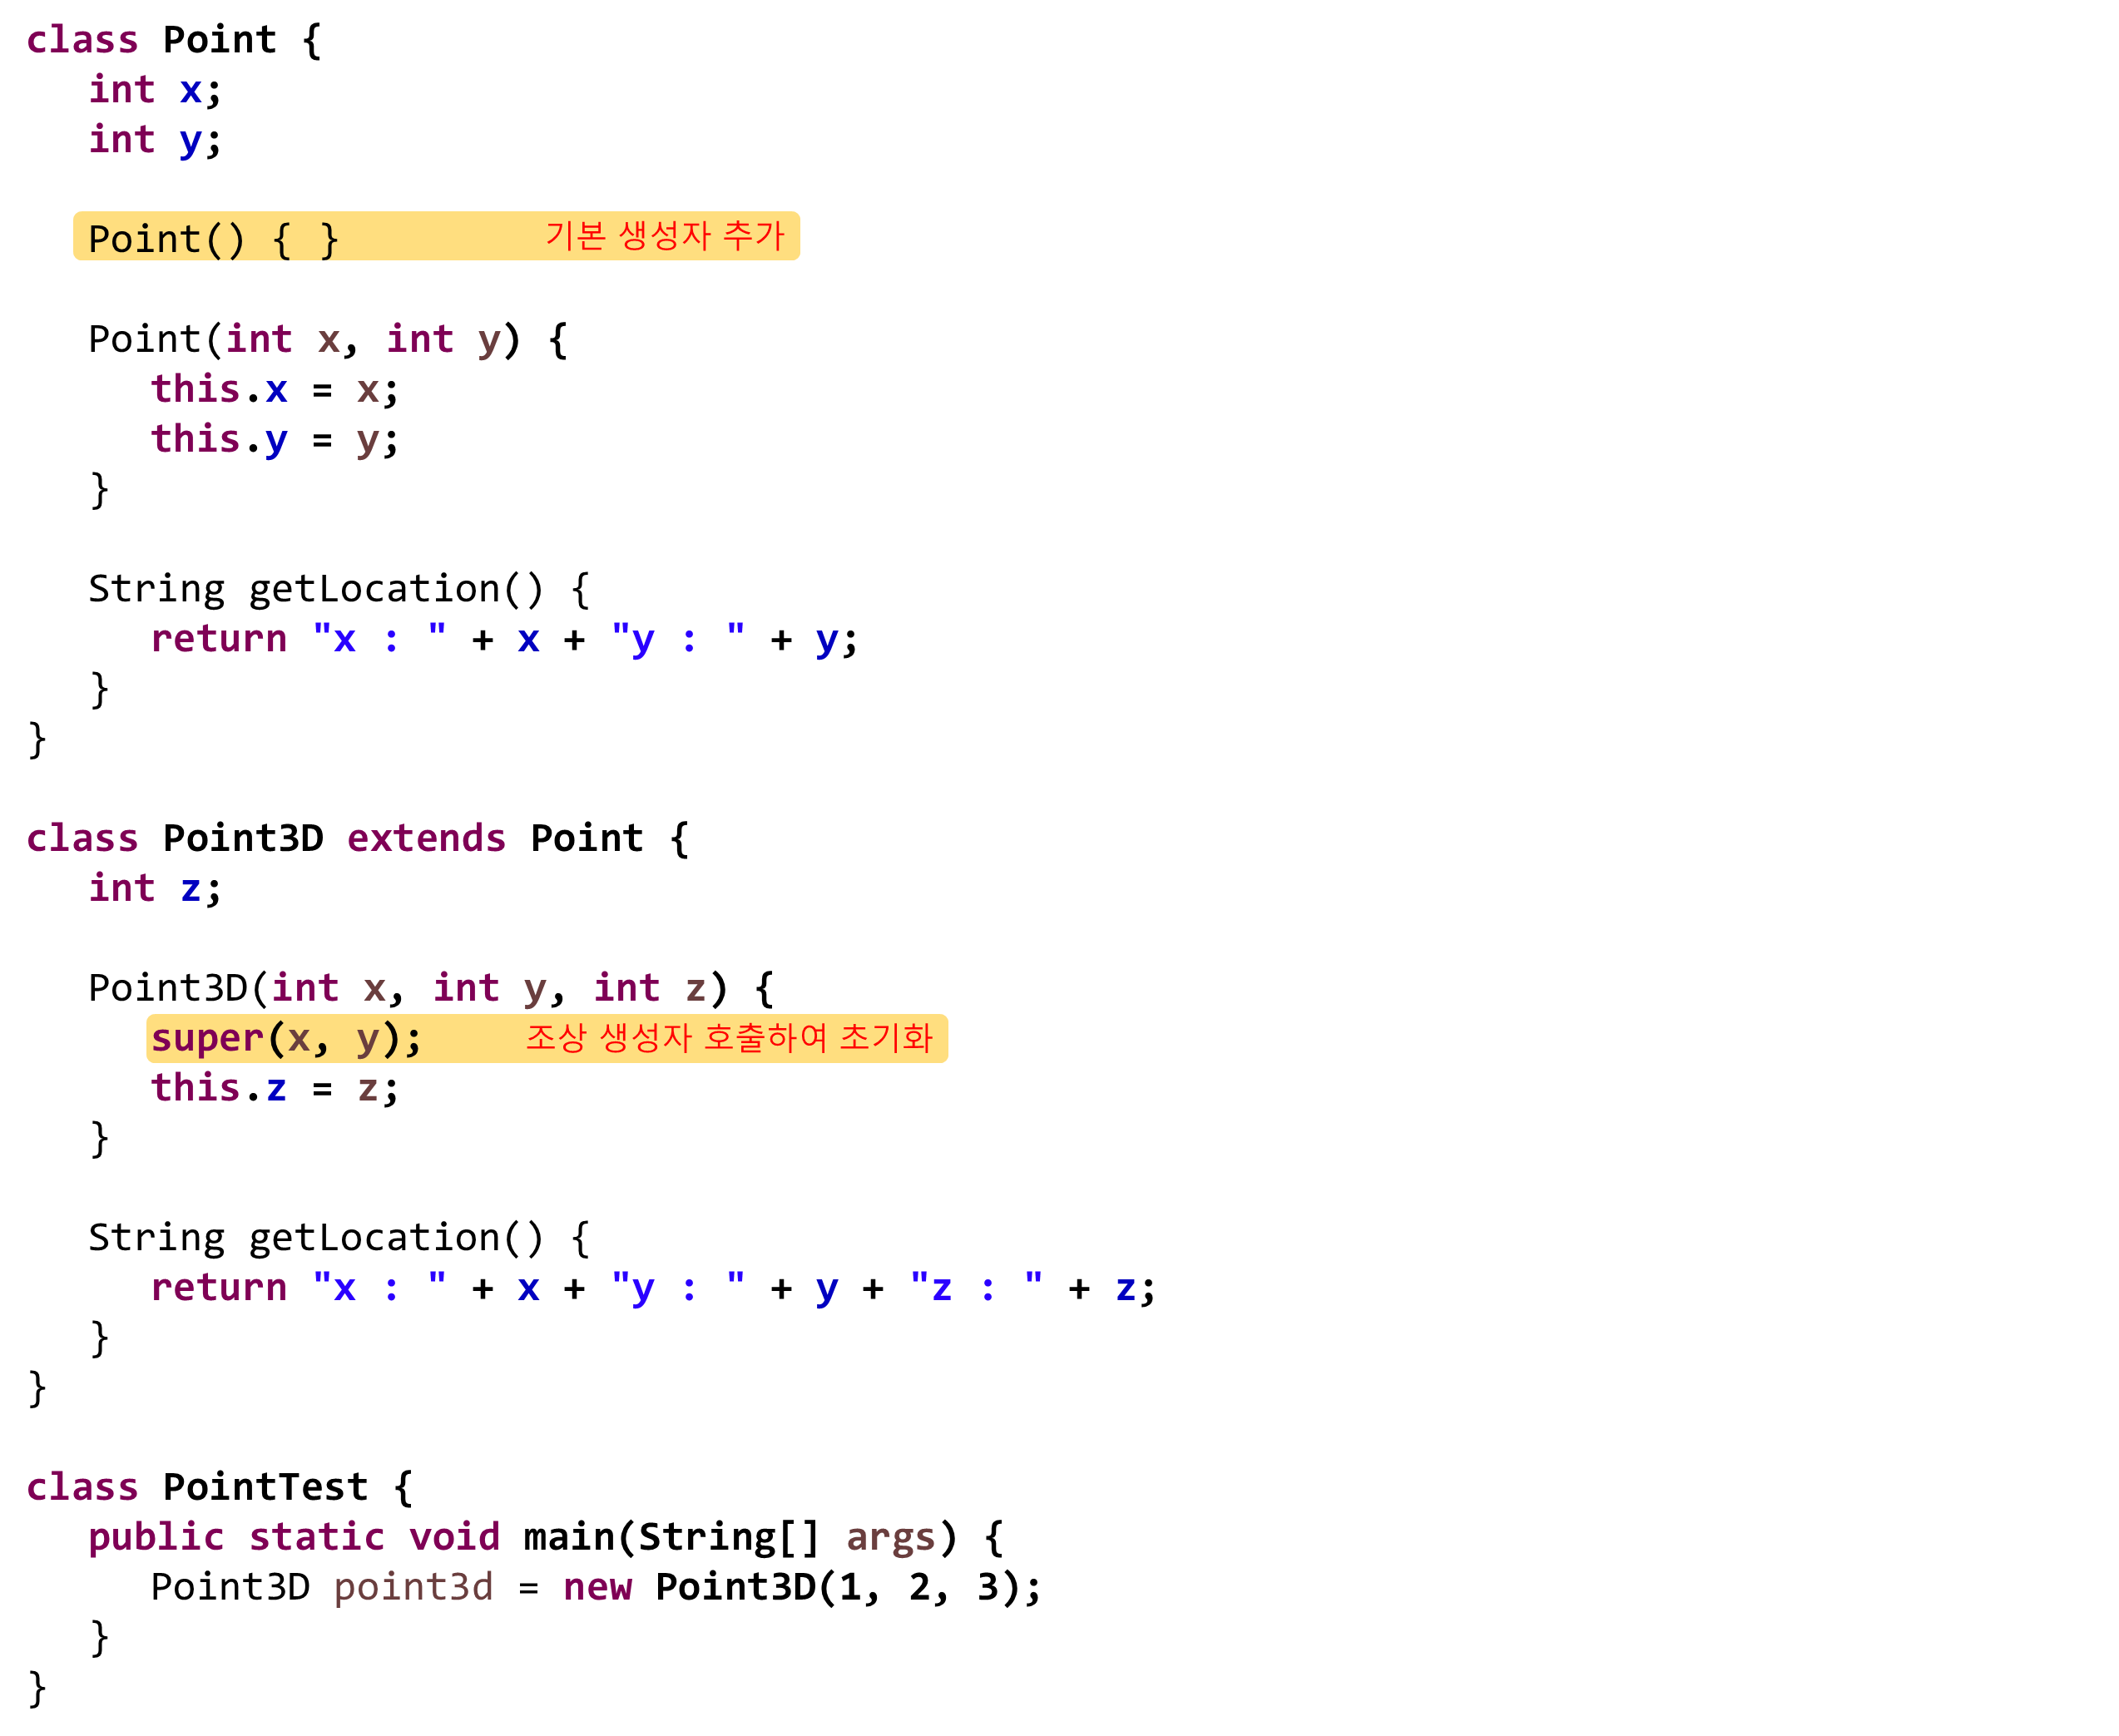 class Point {
int x;
int y;
Point() { } 기본 생성자 추가
Point(int x, int y) {
this.x = x;
this.y = y;
}
String getLocation() {
return "x : " + x + "y : " + y;
}
}
class Point3D extends Point {
int z;
Point3D(int x, int y, int z) {
super(x, y); 조상 생성자 호출하여 초기화
this.z = z;
}
String getLocation() {
return "x : " + x + "y : " + y + "z : " + z;
}
}
class PointTest {
public static void main(String[] args) {
Point3D point3d = new Point3D(1, 2, 3);
}
}